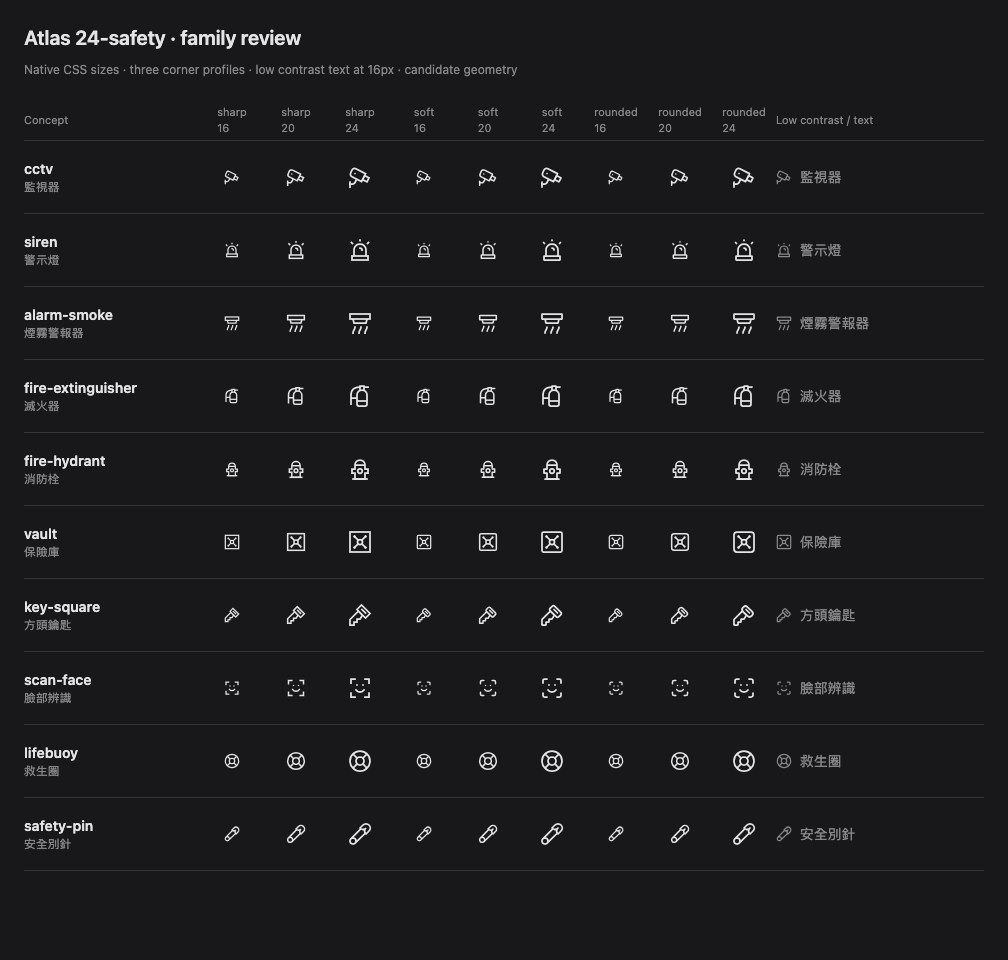 Atlas 24-safety · family review
Native CSS sizes · three corner profiles · low contrast text at 16px · candidate geometry
Concept
sharp 16
sharp 20
sharp 24
soft 16
soft 20
soft 24
rounded 16
rounded 20
rounded 24
Low contrast / text
cctv
監視器
監視器
siren
警示燈
警示燈
alarm-smoke
煙霧警報器
煙霧警報器
fire-extinguisher
滅火器
滅火器
fire-hydrant
消防栓
消防栓
vault
保險庫
保險庫
key-square
方頭鑰匙
方頭鑰匙
scan-face
臉部辨識
臉部辨識
lifebuoy
救生圈
救生圈
safety-pin
安全別針
安全別針